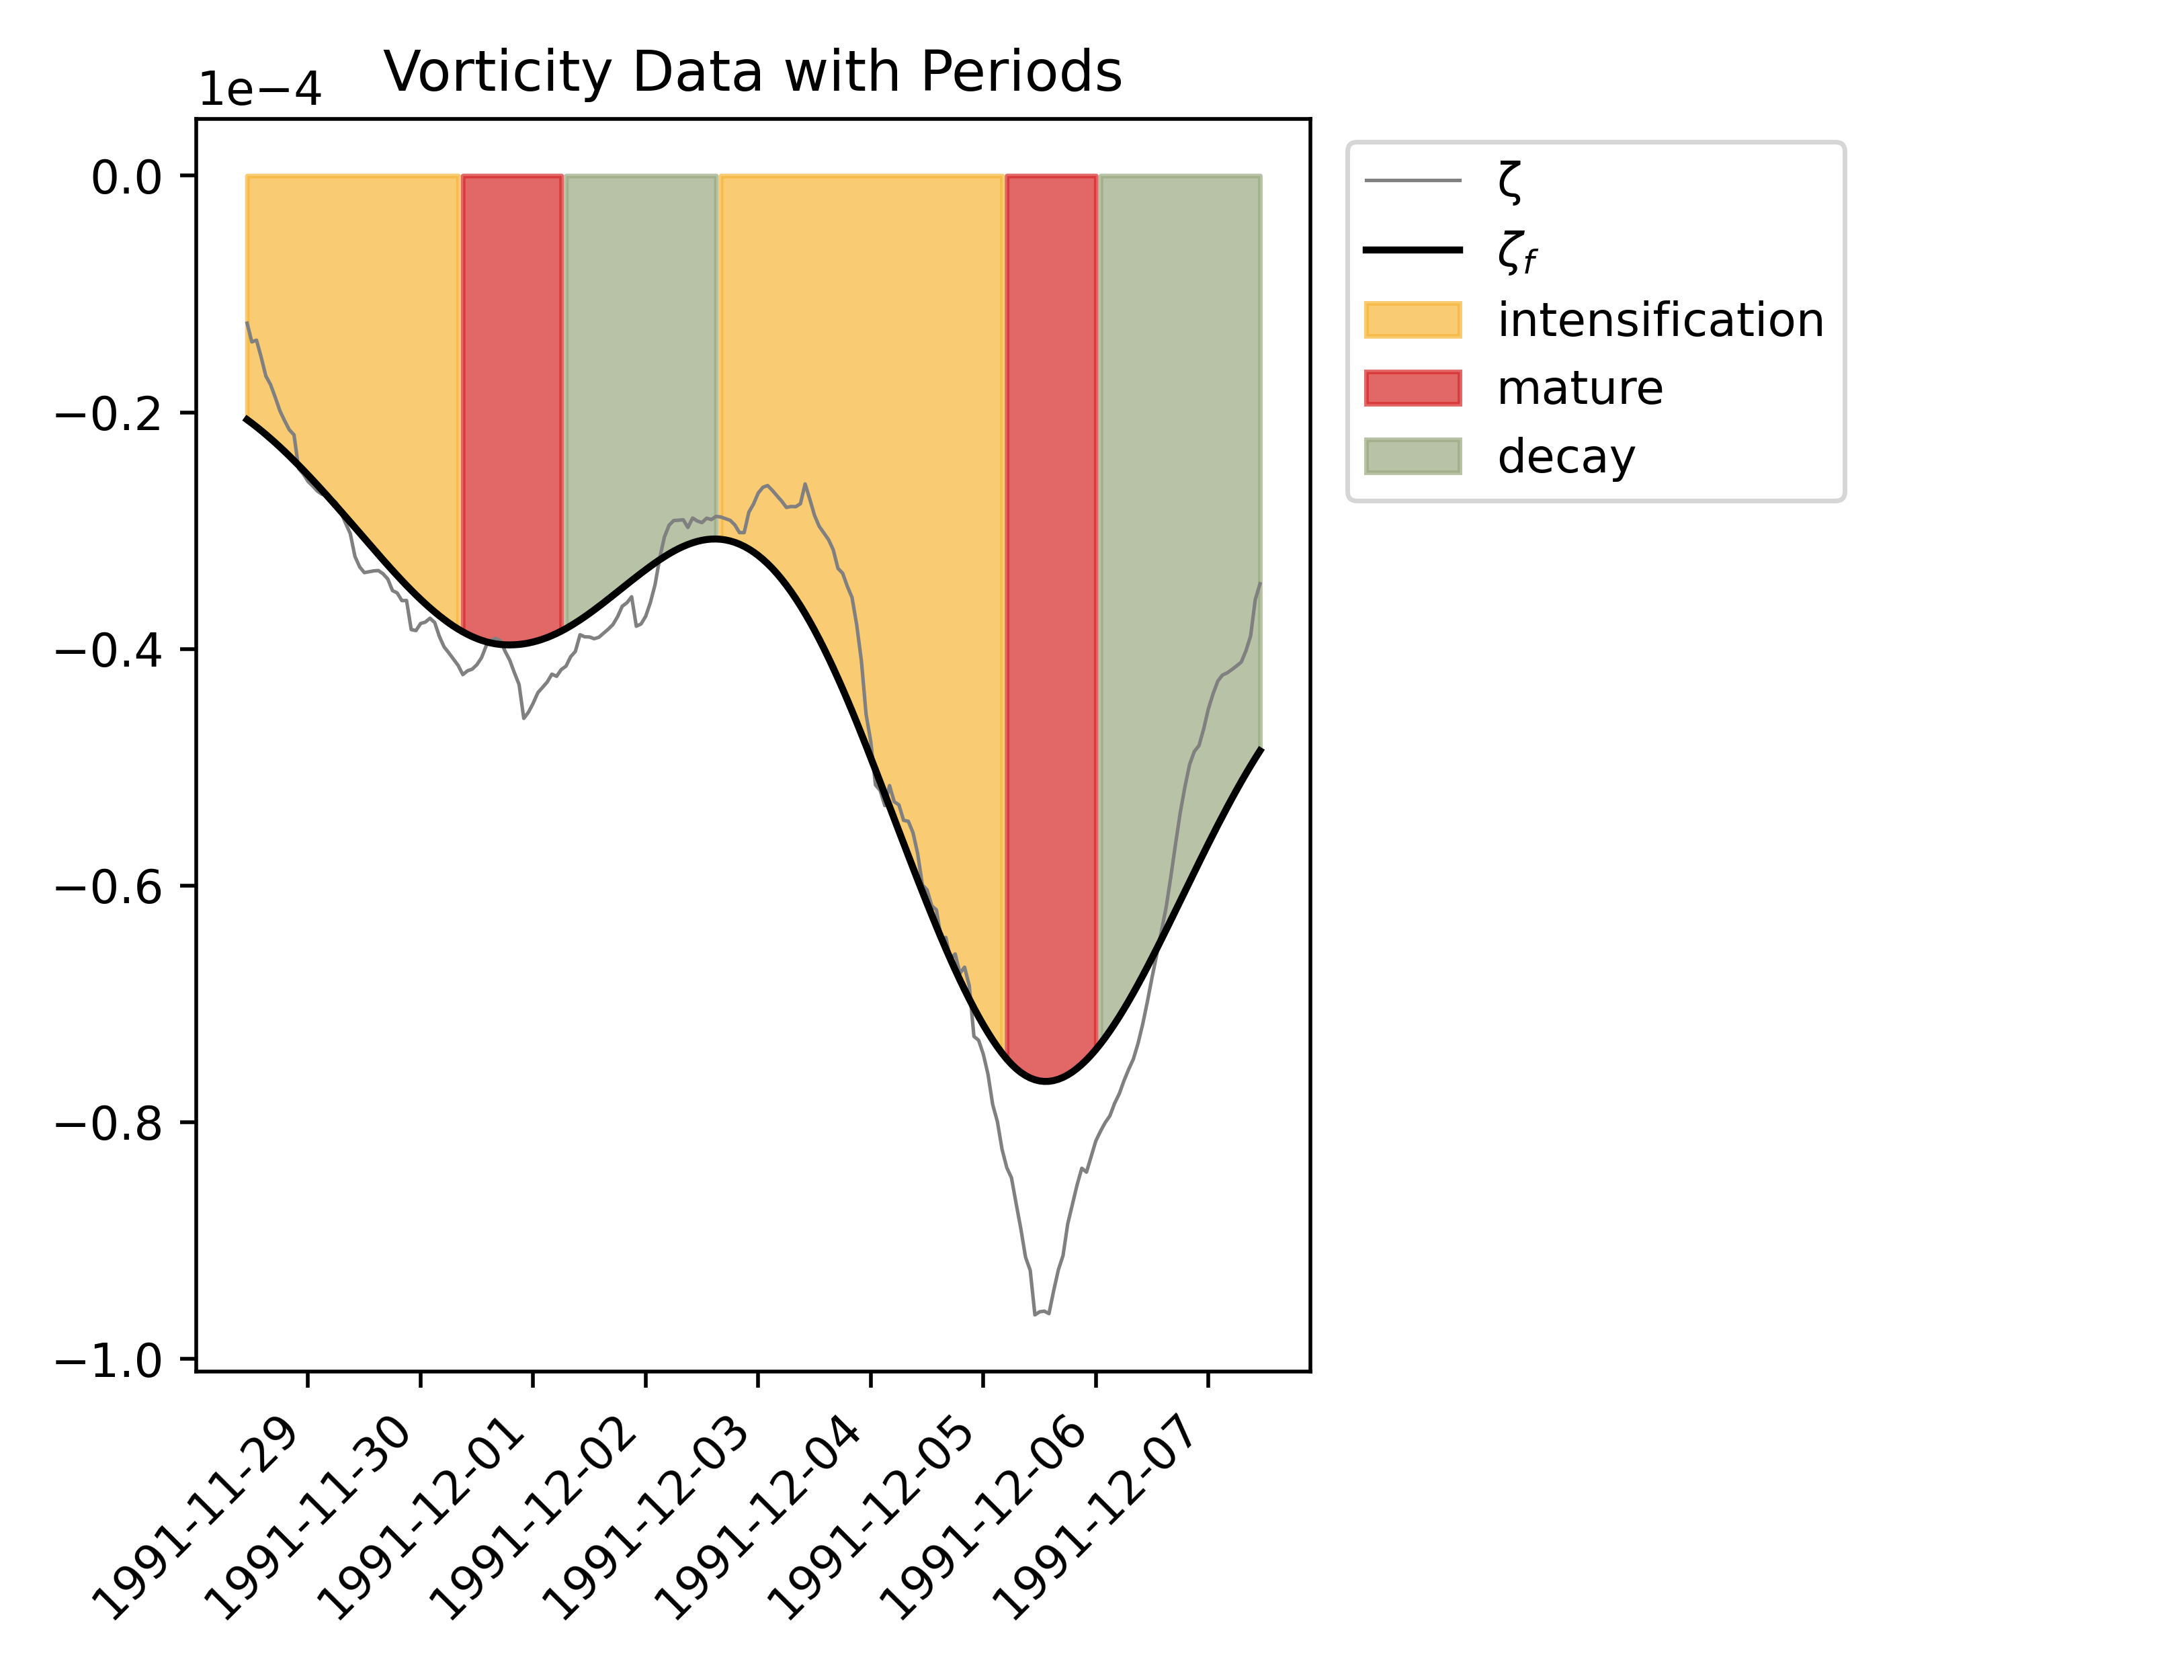 Vorticity Data with Periods
1e−4
0.0
−0.2
−0.4
−0.6
−0.8
−1.0
1991-11-29
1991-11-30
1991-12-01
1991-12-02
1991-12-03
1991-12-04
1991-12-05
1991-12-06
1991-12-07
ζ
ζf
intensification
mature
decay